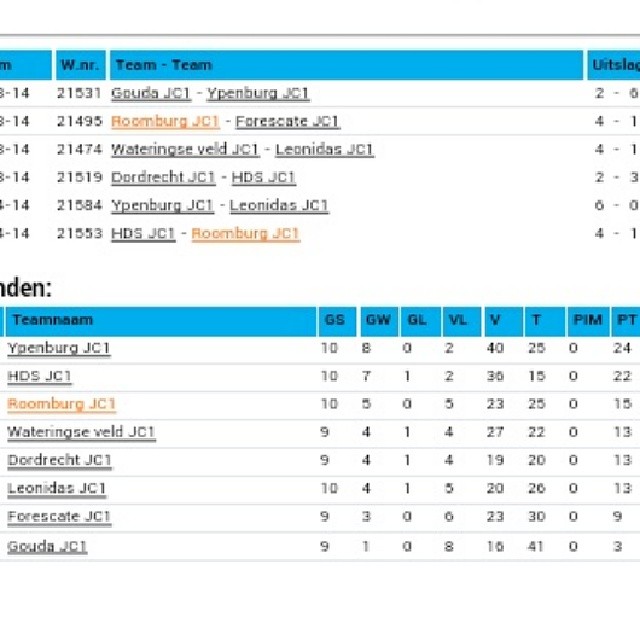 m W.nr. Team - Team Uitslag
3-14 21531 Gouda JC1 - Ypenburg JC1 2 - 6
3-14 21495 Roomburg JC1 - Forescate JC1 4 - 1
3-14 21474 Wateringse veld JC1 - Leonidas JC1 4 - 1
3-14 21519 Dordrecht JC1 - HDS JC1 2 - 3
4-14 21584 Ypenburg JC1 - Leonidas JC1 6 - 0
4-14 21553 HDS JC1 - Roomburg JC1 4 - 1
nden:
Teamnaam GS GW GL VL V T PIM PT
Ypenburg JC1 10 8 0 2 40 25 0 24
HDS JC1 10 7 1 2 36 15 0 22
Roomburg JC1 10 5 0 5 23 25 0 15
Wateringse veld JC1 9 4 1 4 27 22 0 13
Dordrecht JC1 9 4 1 4 19 20 0 13
Leonidas JC1 10 4 1 5 20 26 0 13
Forescate JC1 9 3 0 6 23 30 0 9
Gouda JC1 9 1 0 8 16 41 0 3